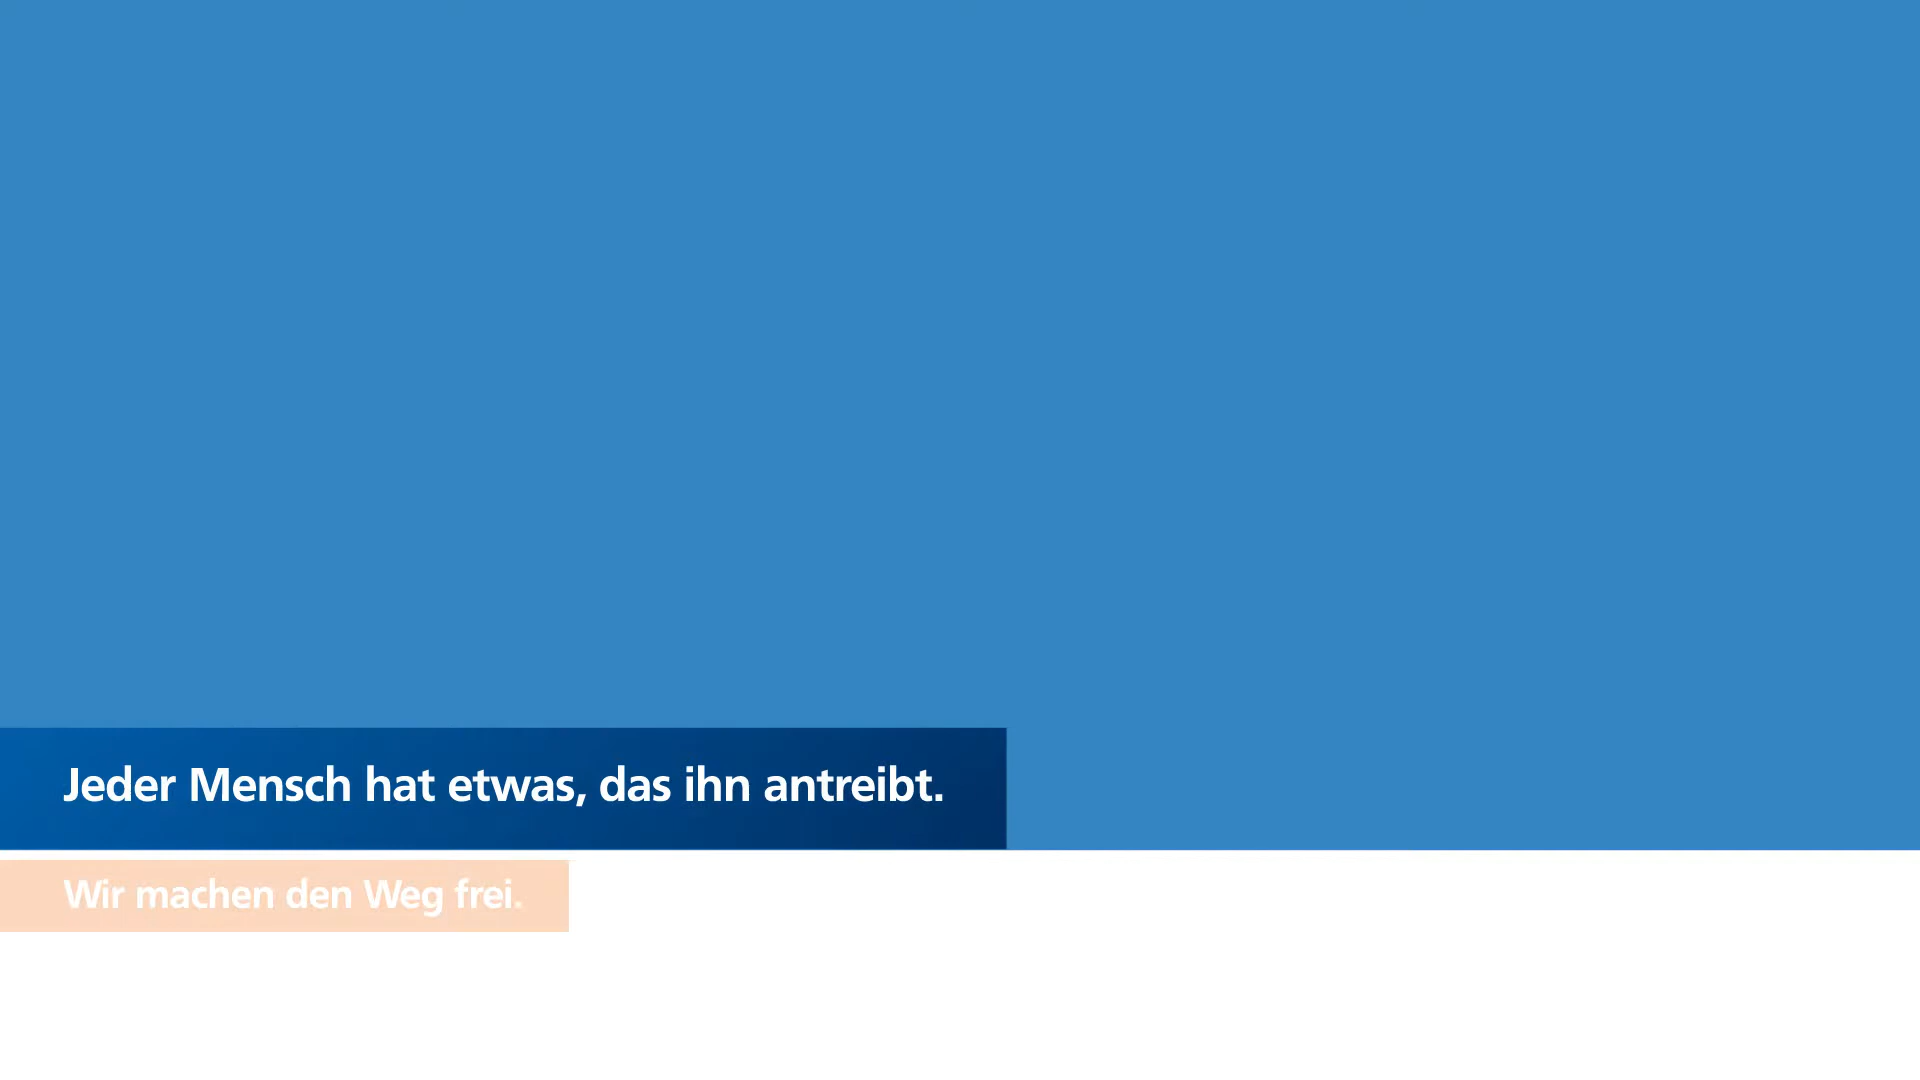 Jeder Mensch hat etwas, das ihn antreibt.
Wir machen den Weg frei.